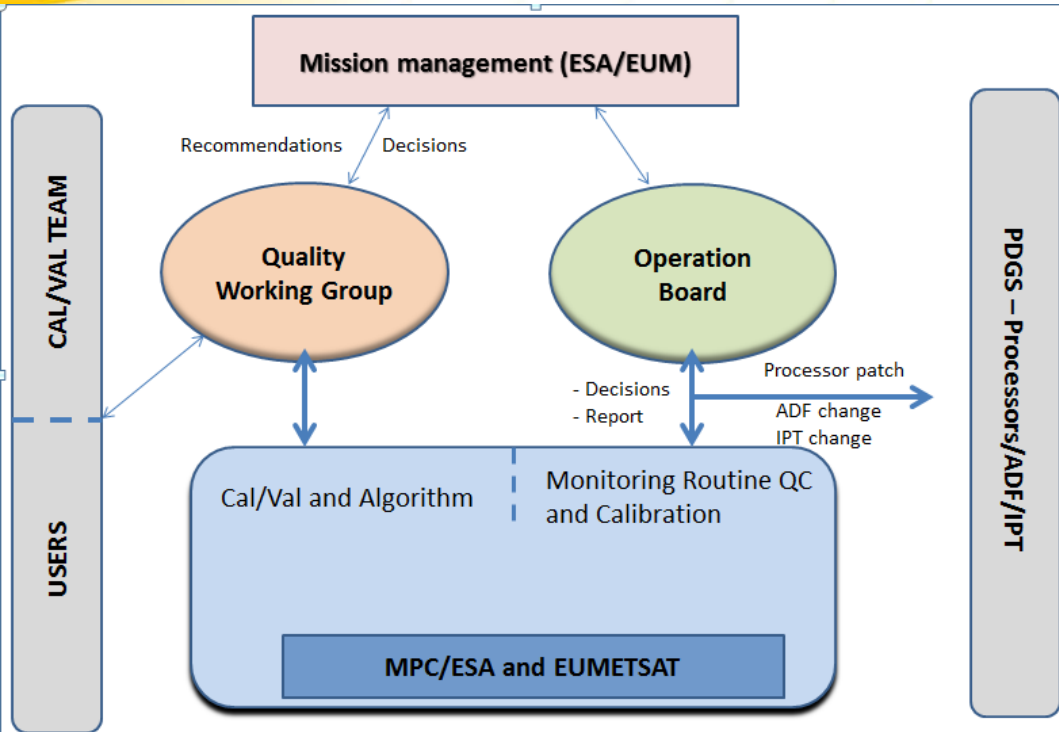 Mission management (ESA/EUM)
Recommendations
Decisions
CAL/VAL TEAM
USERS
Quality
Working Group
Operation
Board
- Decisions
- Report
Processor patch
ADF change
IPT change
PDGS – Processors/ADF/IPT
Cal/Val and Algorithm
Monitoring Routine QC
and Calibration
MPC/ESA and EUMETSAT